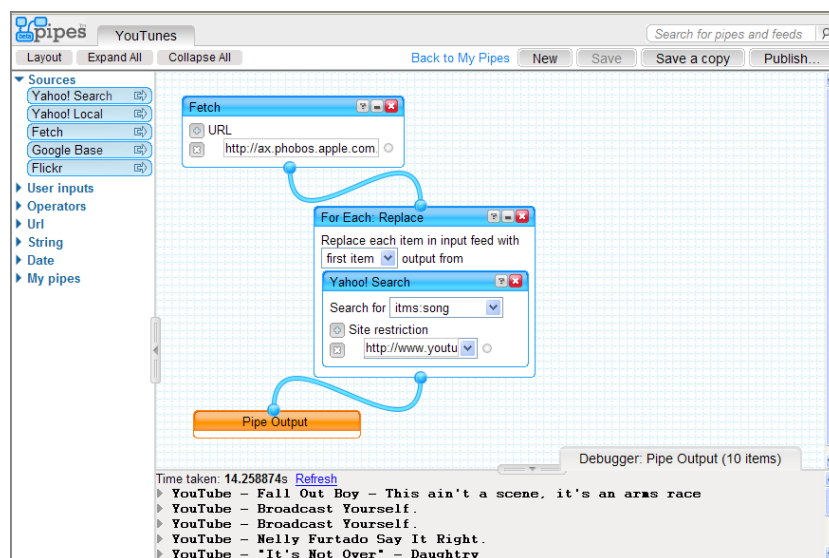 pipes
beta
YouTunes
Search for pipes and feeds
Layout
Expand All
Collapse All
Back to My Pipes
New
Save
Save a copy
Publish...
Sources
Yahoo! Search
Yahoo! Local
Fetch
Google Base
Flickr
User inputs
Operators
Url
String
Date
My pipes
Fetch
URL
http://ax.phobos.apple.com.
For Each: Replace
Replace each item in input feed with
first item output from
Yahoo! Search
Search for itms:song
Site restriction
http://www.youtu
Pipe Output
Debugger: Pipe Output (10 items)
Time taken: 14.258874s Refresh
YouTube - Fall Out Boy - This ain't a scene, it's an arms race
YouTube - Broadcast Yourself.
YouTube - Broadcast Yourself.
YouTube - Nelly Furtado Say It Right.
YouTube - "It's Not Over" - Daughtry